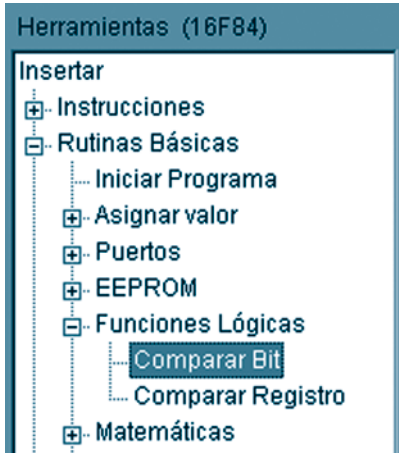 Herramientas (16F84)
Insertar
Instrucciones
Rutinas Básicas
Iniciar Programa
Asignar valor
Puertos
EEPROM
Funciones Lógicas
Comparar Bit
Comparar Registro
Matemáticas